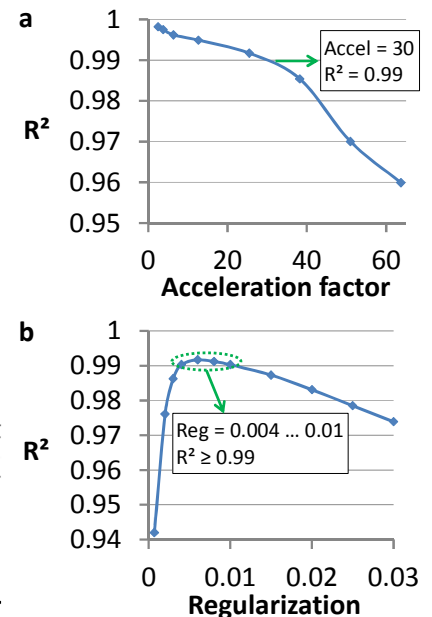 a
1
0.99
0.98
0.97
0.96
0.95
R²
Accel = 30
R² = 0.99
0 20 40 60
Acceleration factor
b
1
0.99
0.98
0.97
0.96
0.95
0.94
R²
Reg = 0.004 ... 0.01
R² ≥ 0.99
0 0.01 0.02 0.03
Regularization